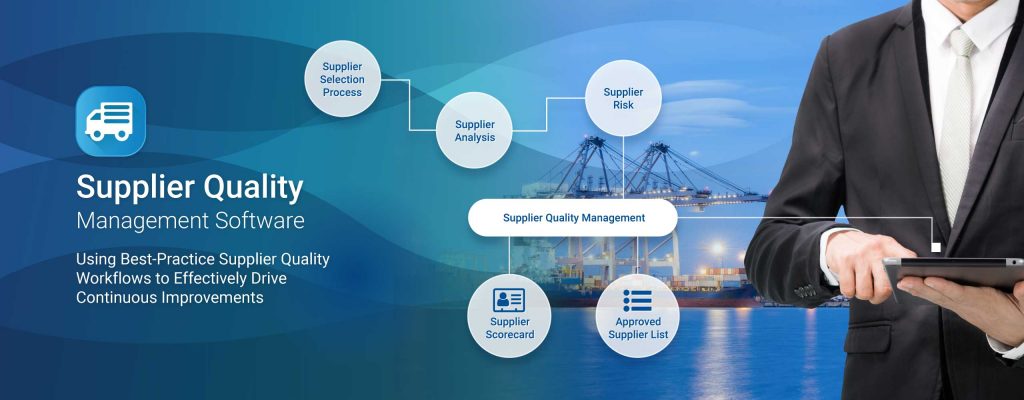 Supplier Quality
Management Software
Using Best-Practice Supplier Quality
Workflows to Effectively Drive
Continuous Improvements
Supplier
Selection
Process
Supplier
Analysis
Supplier
Risk
Supplier Quality Management
Supplier
Scorecard
Approved
Supplier List